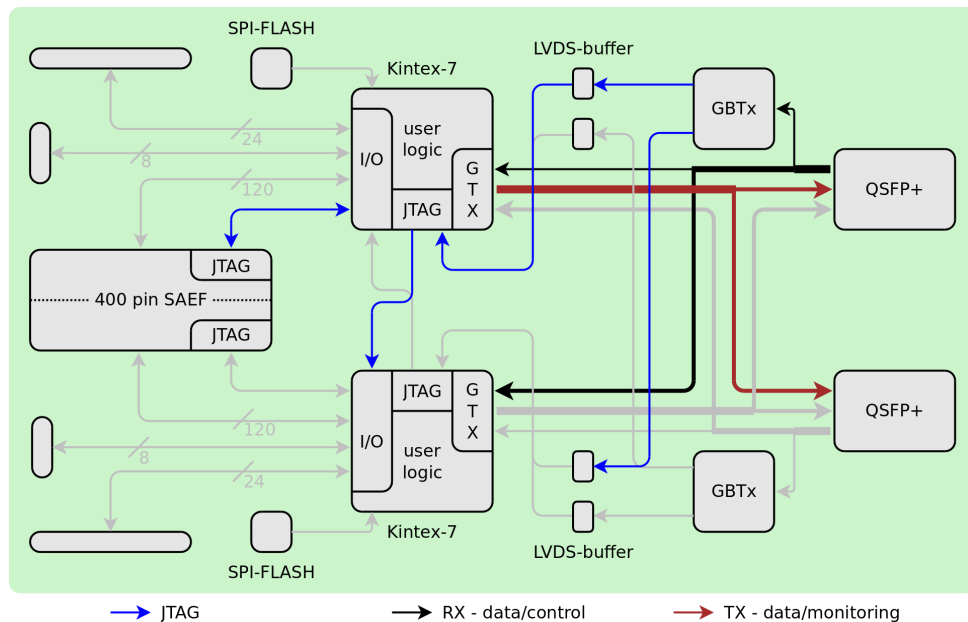 SPI-FLASH
Kintex-7
LVDS-buffer
GBTx
24
8
120
I/O
user
logic
JTAG
G
T
X
QSFP+
JTAG
400 pin SAEF
JTAG
120
8
24
I/O
JTAG
user
logic
G
T
X
QSFP+
GBTx
Kintex-7
LVDS-buffer
SPI-FLASH
JTAG
RX - data/control
TX - data/monitoring